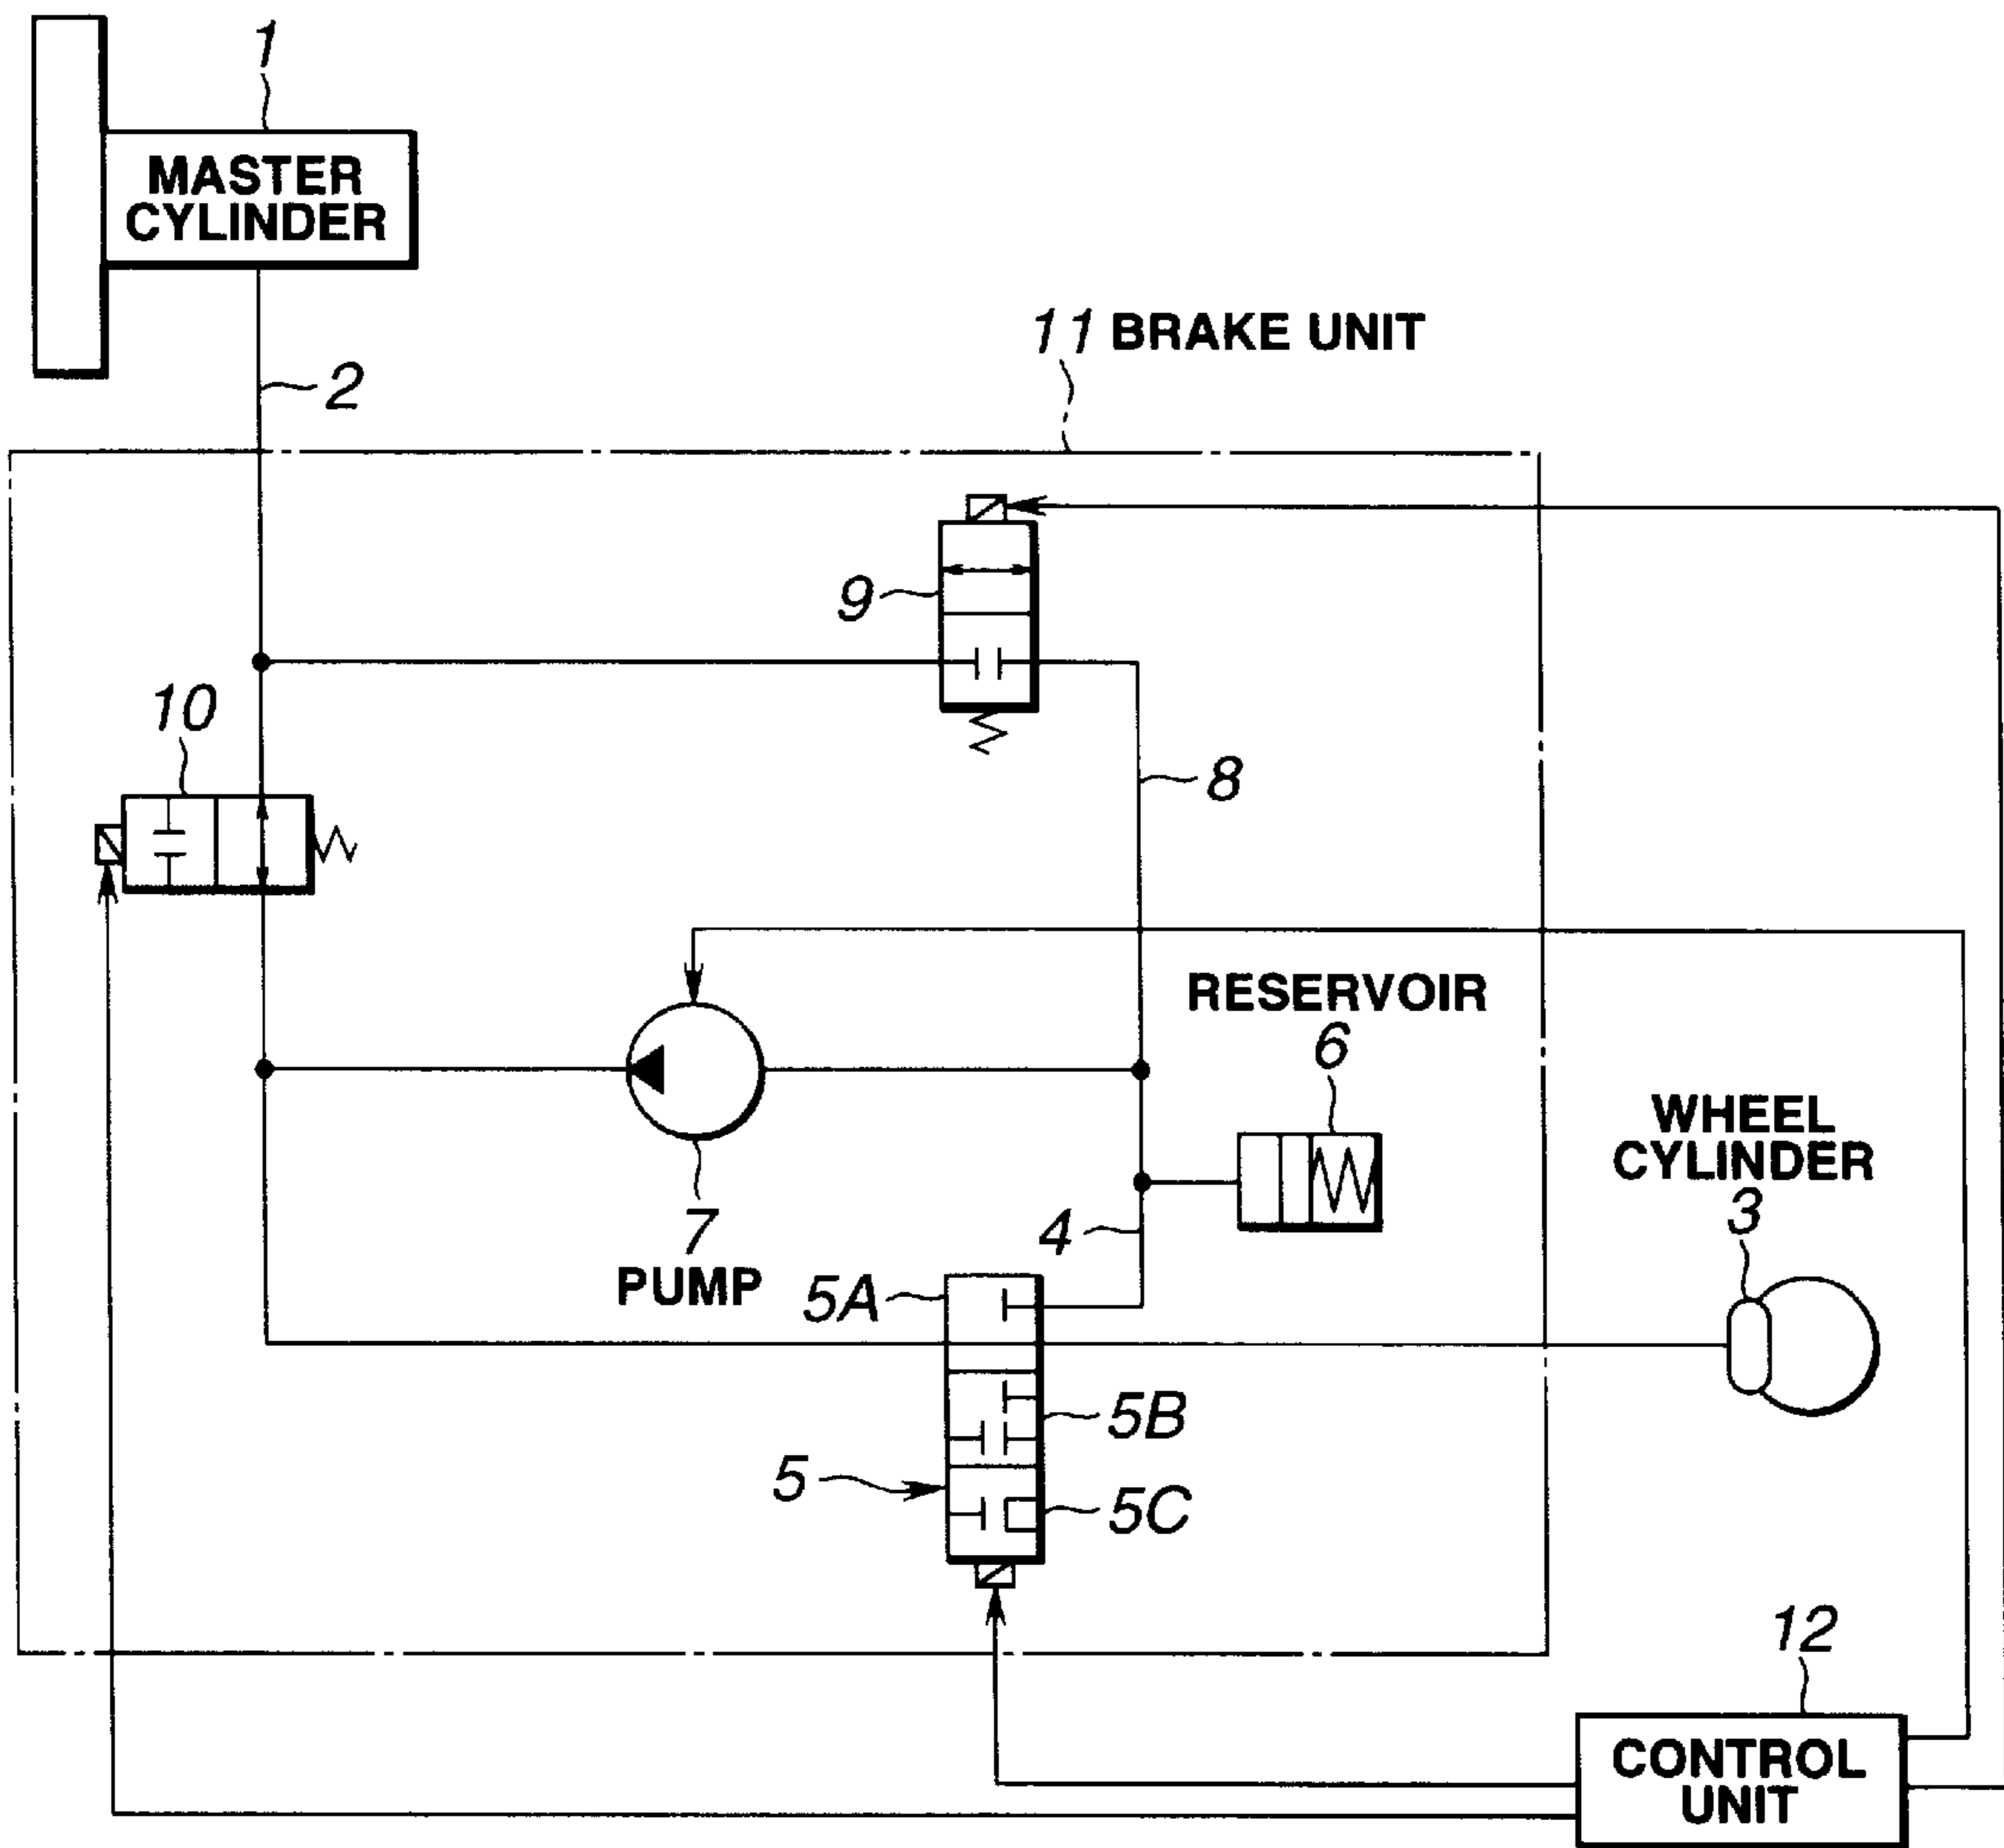 1
MASTER
CYLINDER
2
11 BRAKE UNIT
9
10
8
RESERVOIR
6
WHEEL
CYLINDER
3
7
PUMP
4
5A
5B
5
5C
12
CONTROL
UNIT